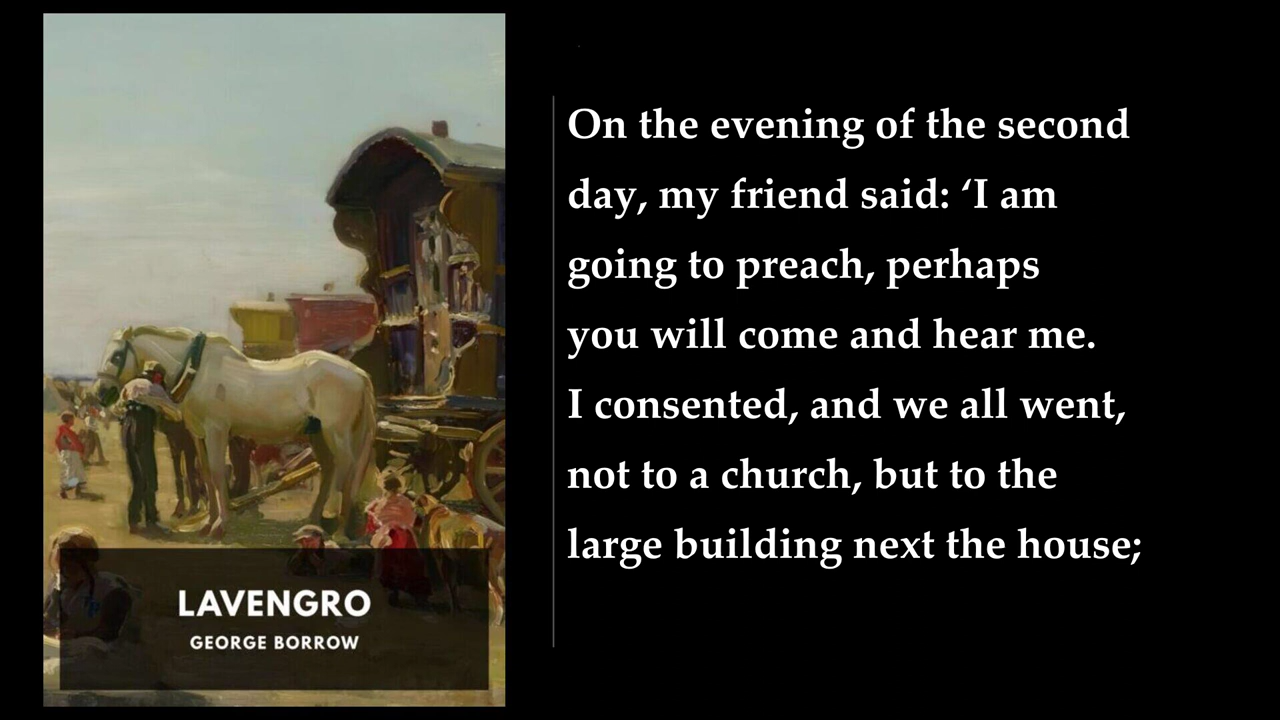 LAVENGRO
GEORGE BORROW
On the evening of the second
day, my friend said: ‘I am
going to preach, perhaps
you will come and hear me.
I consented, and we all went,
not to a church, but to the
large building next the house;